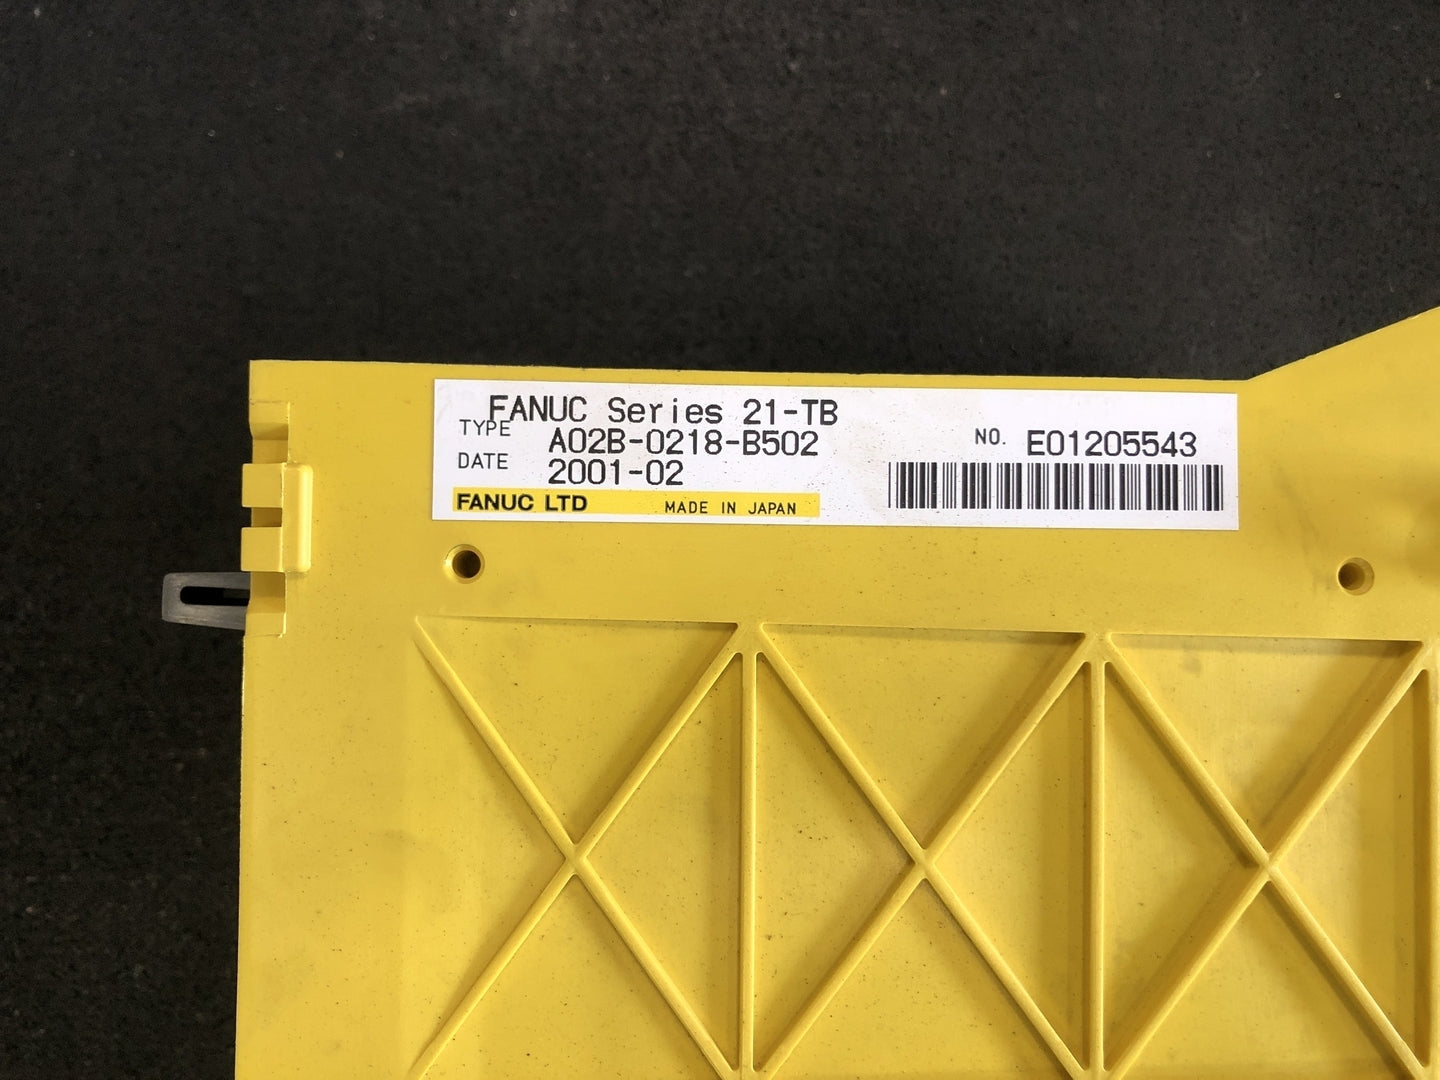 FANUC Series 21-TB
TYPE A02B-0218-B502
DATE 2001-02
FANUC LTD MADE IN JAPAN
NO. E01205543